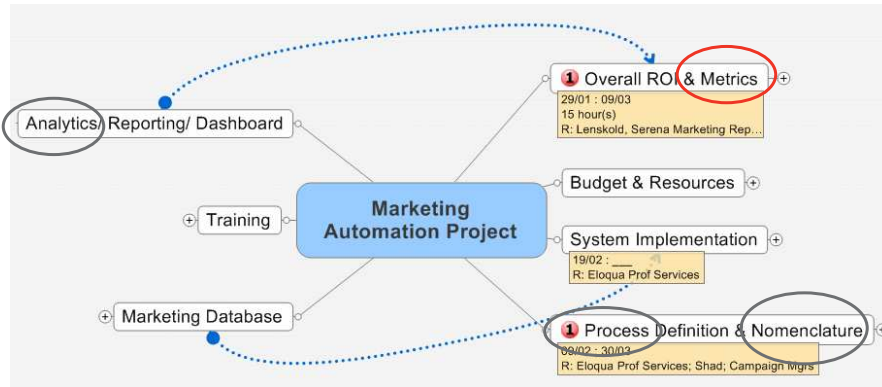 Analytics/ Reporting/ Dashboard
Training
Marketing Database
Marketing
Automation Project
1 Overall ROI & Metrics
29/01 : 09/03
15 hour(s)
R: Lenskold, Serena Marketing Rep...
Budget & Resources
System Implementation
19/02 : ___
R: Eloqua Prof Services
1 Process Definition & Nomenclature
09/02 : 30/03
R: Eloqua Prof Services; Shad; Campaign Mgrs